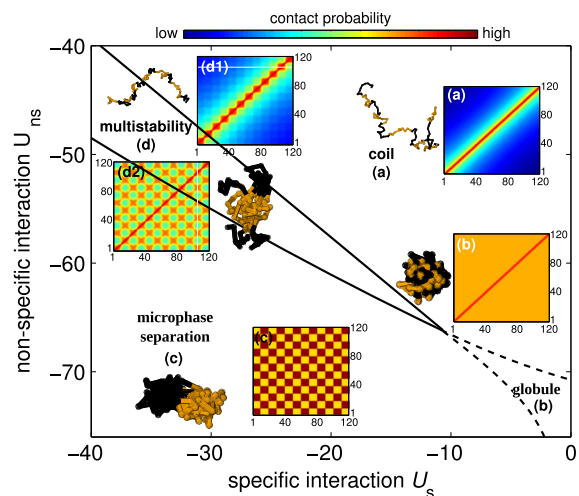 contact probability
low high
−40
−50
−60
−70
non-specific interaction Uns
−40 −30 −20 −10 0
specific interaction Us
multistability
(d)
(d1)
120
80
40
1
1 40 80 120
(d2)
120
80
40
1
1 40 80 120
coil
(a)
(a)
120
80
40
1
1 40 80 120
(b)
120
80
40
1
1 40 80 120
globule
(b)
microphase
separation
(c)
(c)
120
80
40
1
1 40 80 120